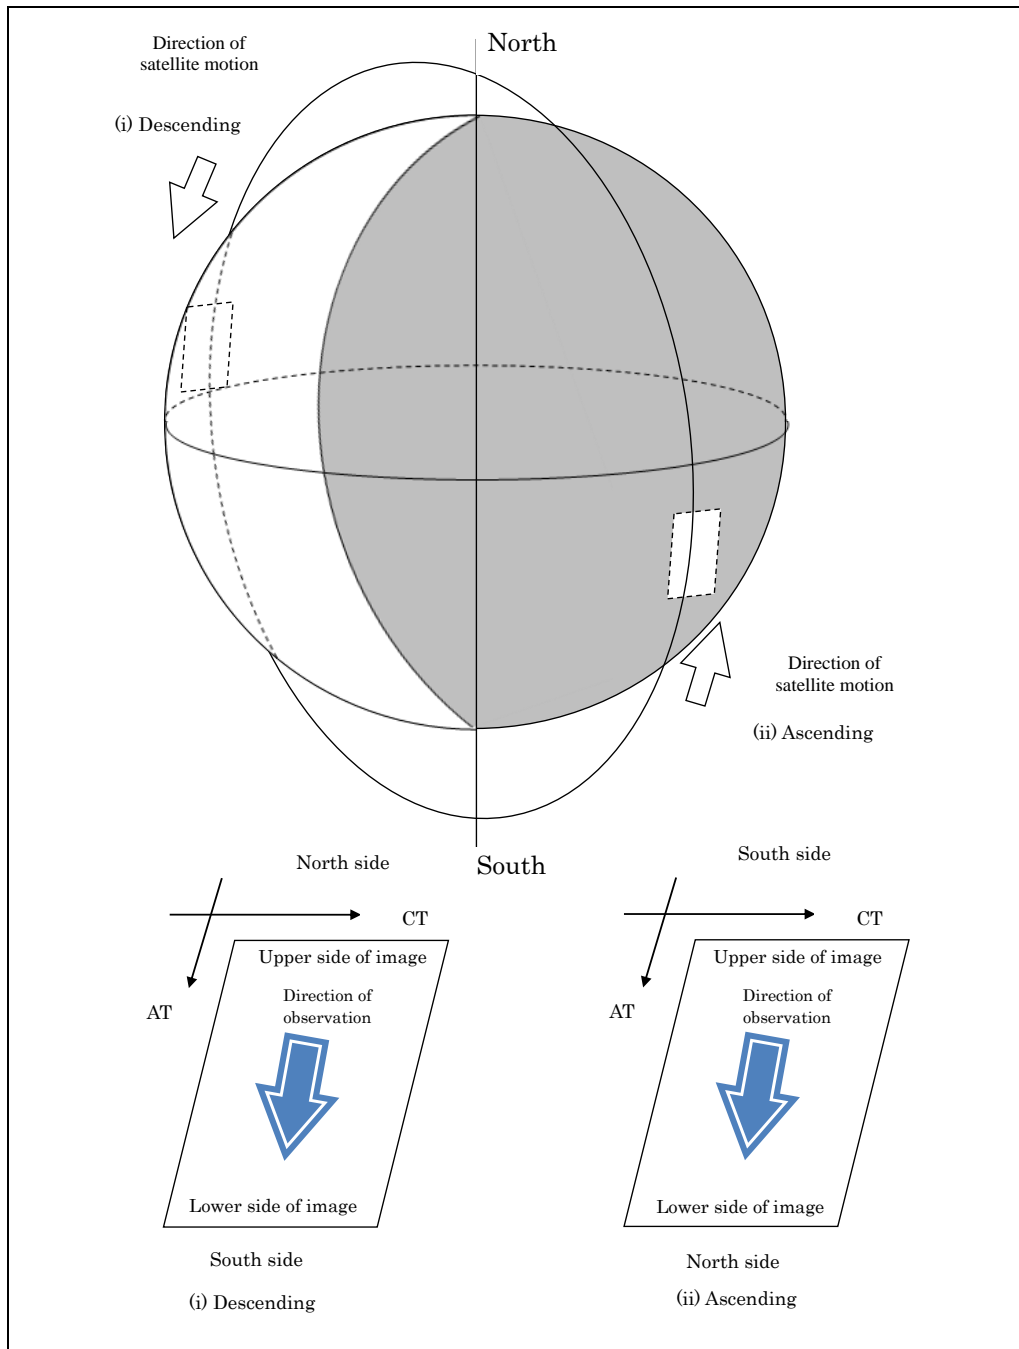 North
Direction of
satellite motion
(i) Descending
Direction of
satellite motion
(ii) Ascending
South
North side
CT
AT
Upper side of image
Direction of
observation
Lower side of image
South side
(i) Descending
South side
CT
AT
Upper side of image
Direction of
observation
Lower side of image
North side
(ii) Ascending